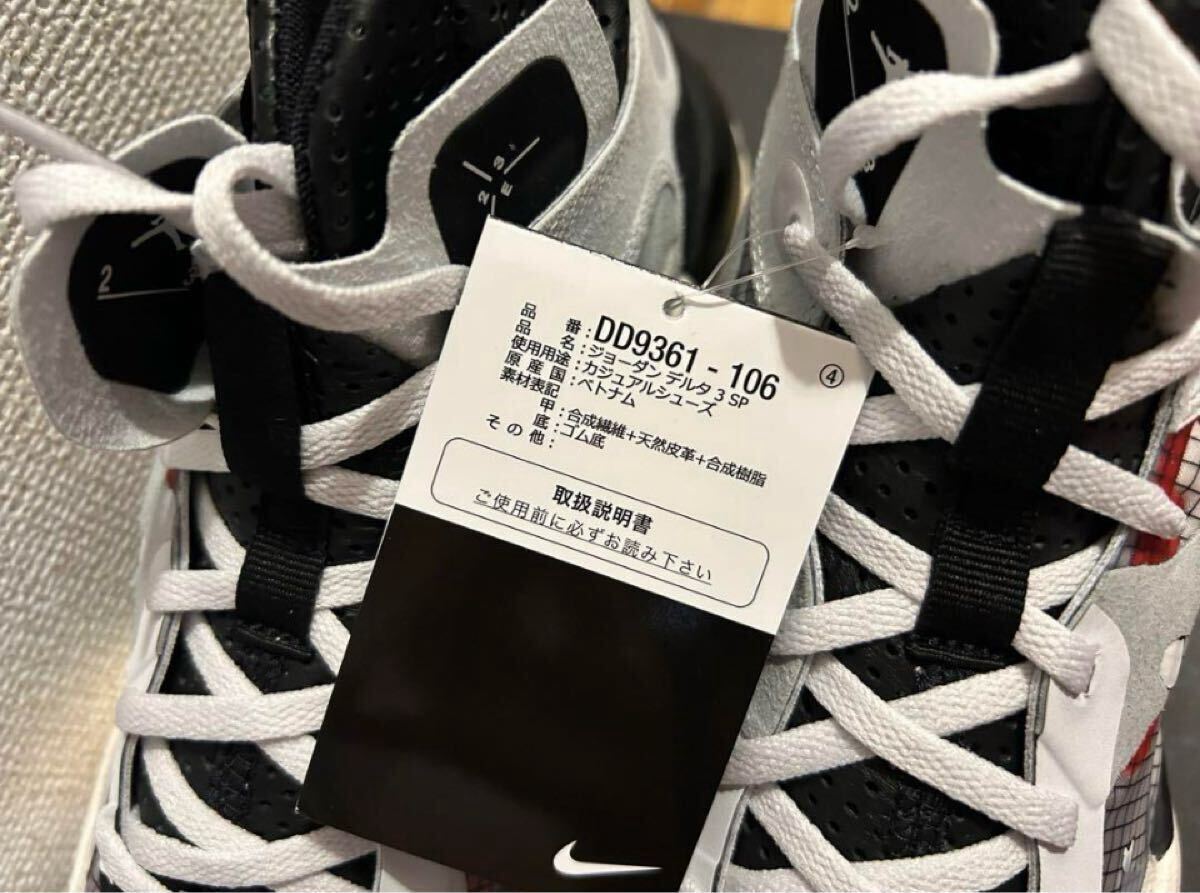 品番：DD9361 - 106
品名：ジョーダン デルタ 3 SP
使用用途：カジュアルシューズ
原産国：ベトナム
素材表記
甲：合成繊維+天然皮革+合成樹脂
底：ゴム底
その他：
④
取扱説明書
ご使用前に必ずお読み下さい
2
2
3
E